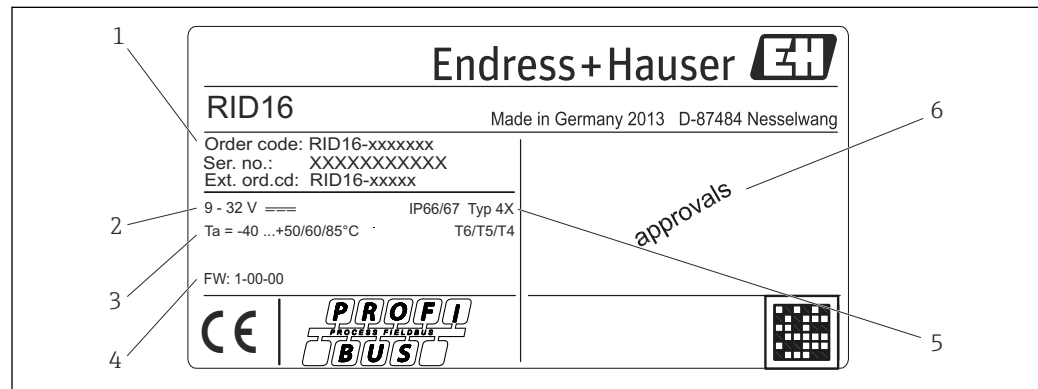 1
Endress+Hauser EH
RID16
Made in Germany 2013 D-87484 Nesselwang
6
Order code: RID16-xxxxxxx
Ser. no.: XXXXXXXXXXX
Ext. ord.cd: RID16-xxxxx
approvals
2
9 - 32 V
IP66/67 Typ 4X
3
Ta = -40 ...+50/60/85°C
T6/T5/T4
4
FW: 1-00-00
5
CE
PROFI
PROCESS FIELDBUS
BUS